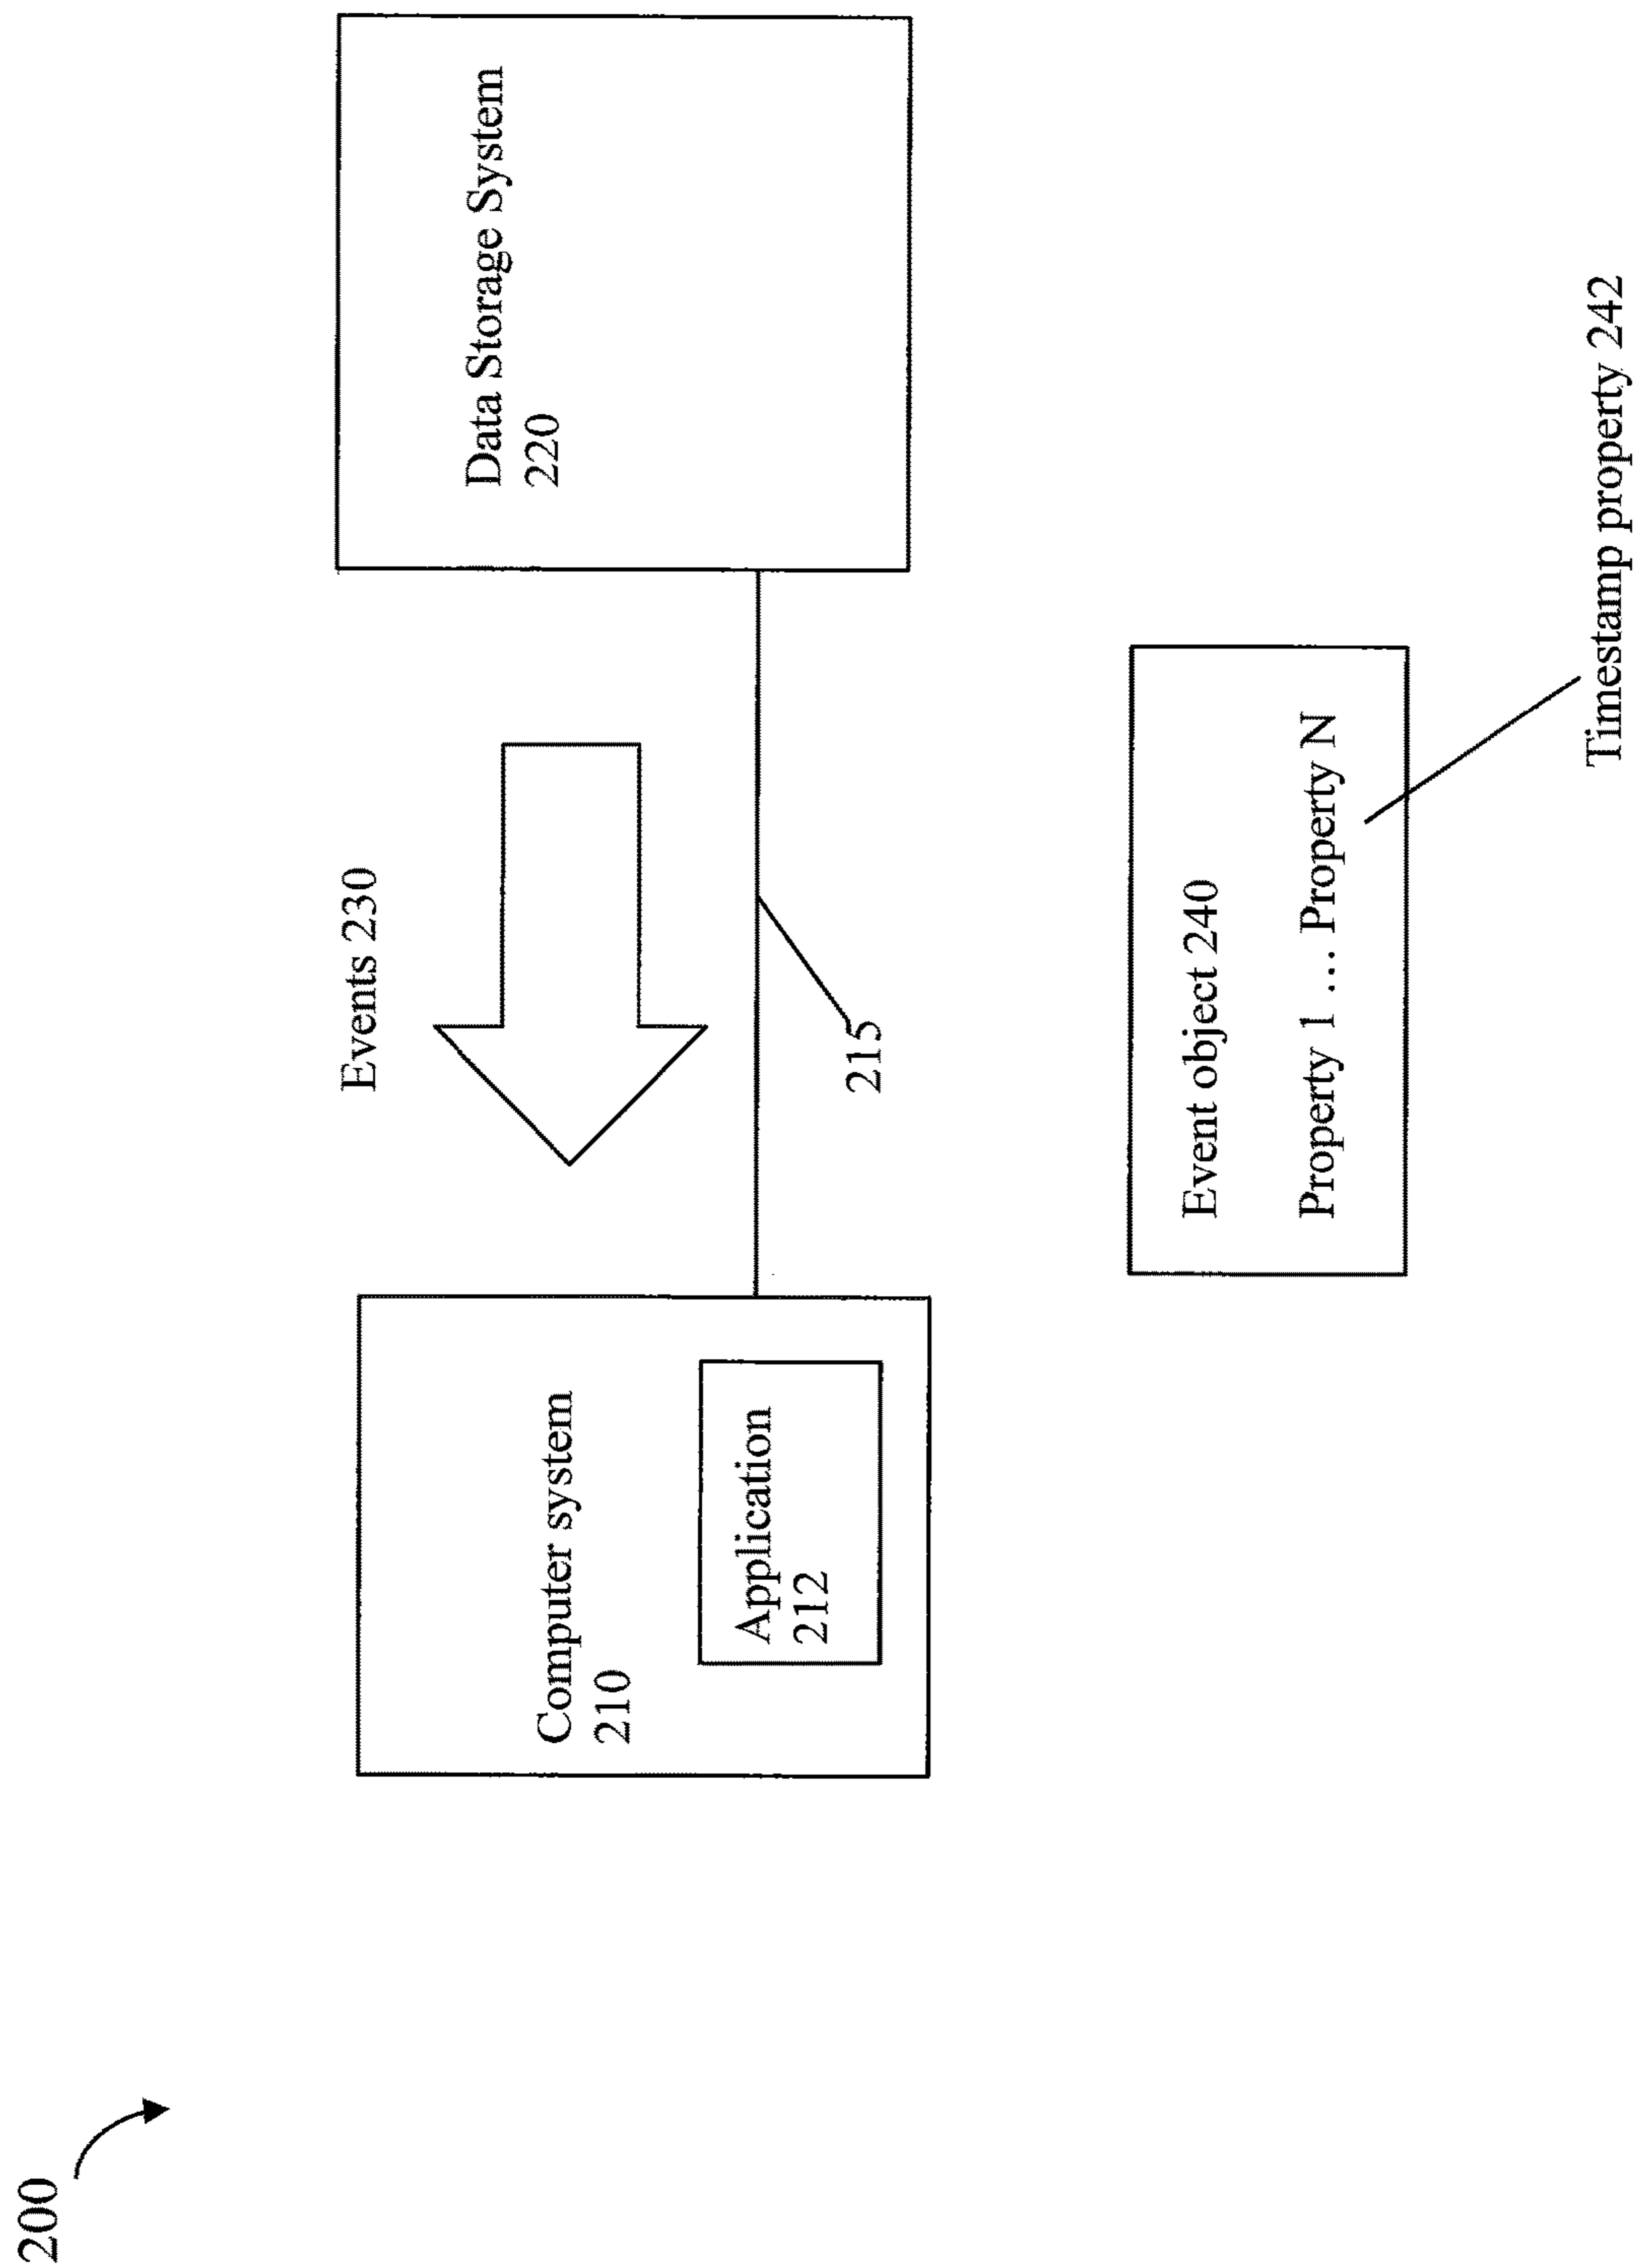 200
Events 230
Computer system
210
Application
212
Data Storage System
220
215
Event object 240
Property 1 ... Property N
Timestamp property 242